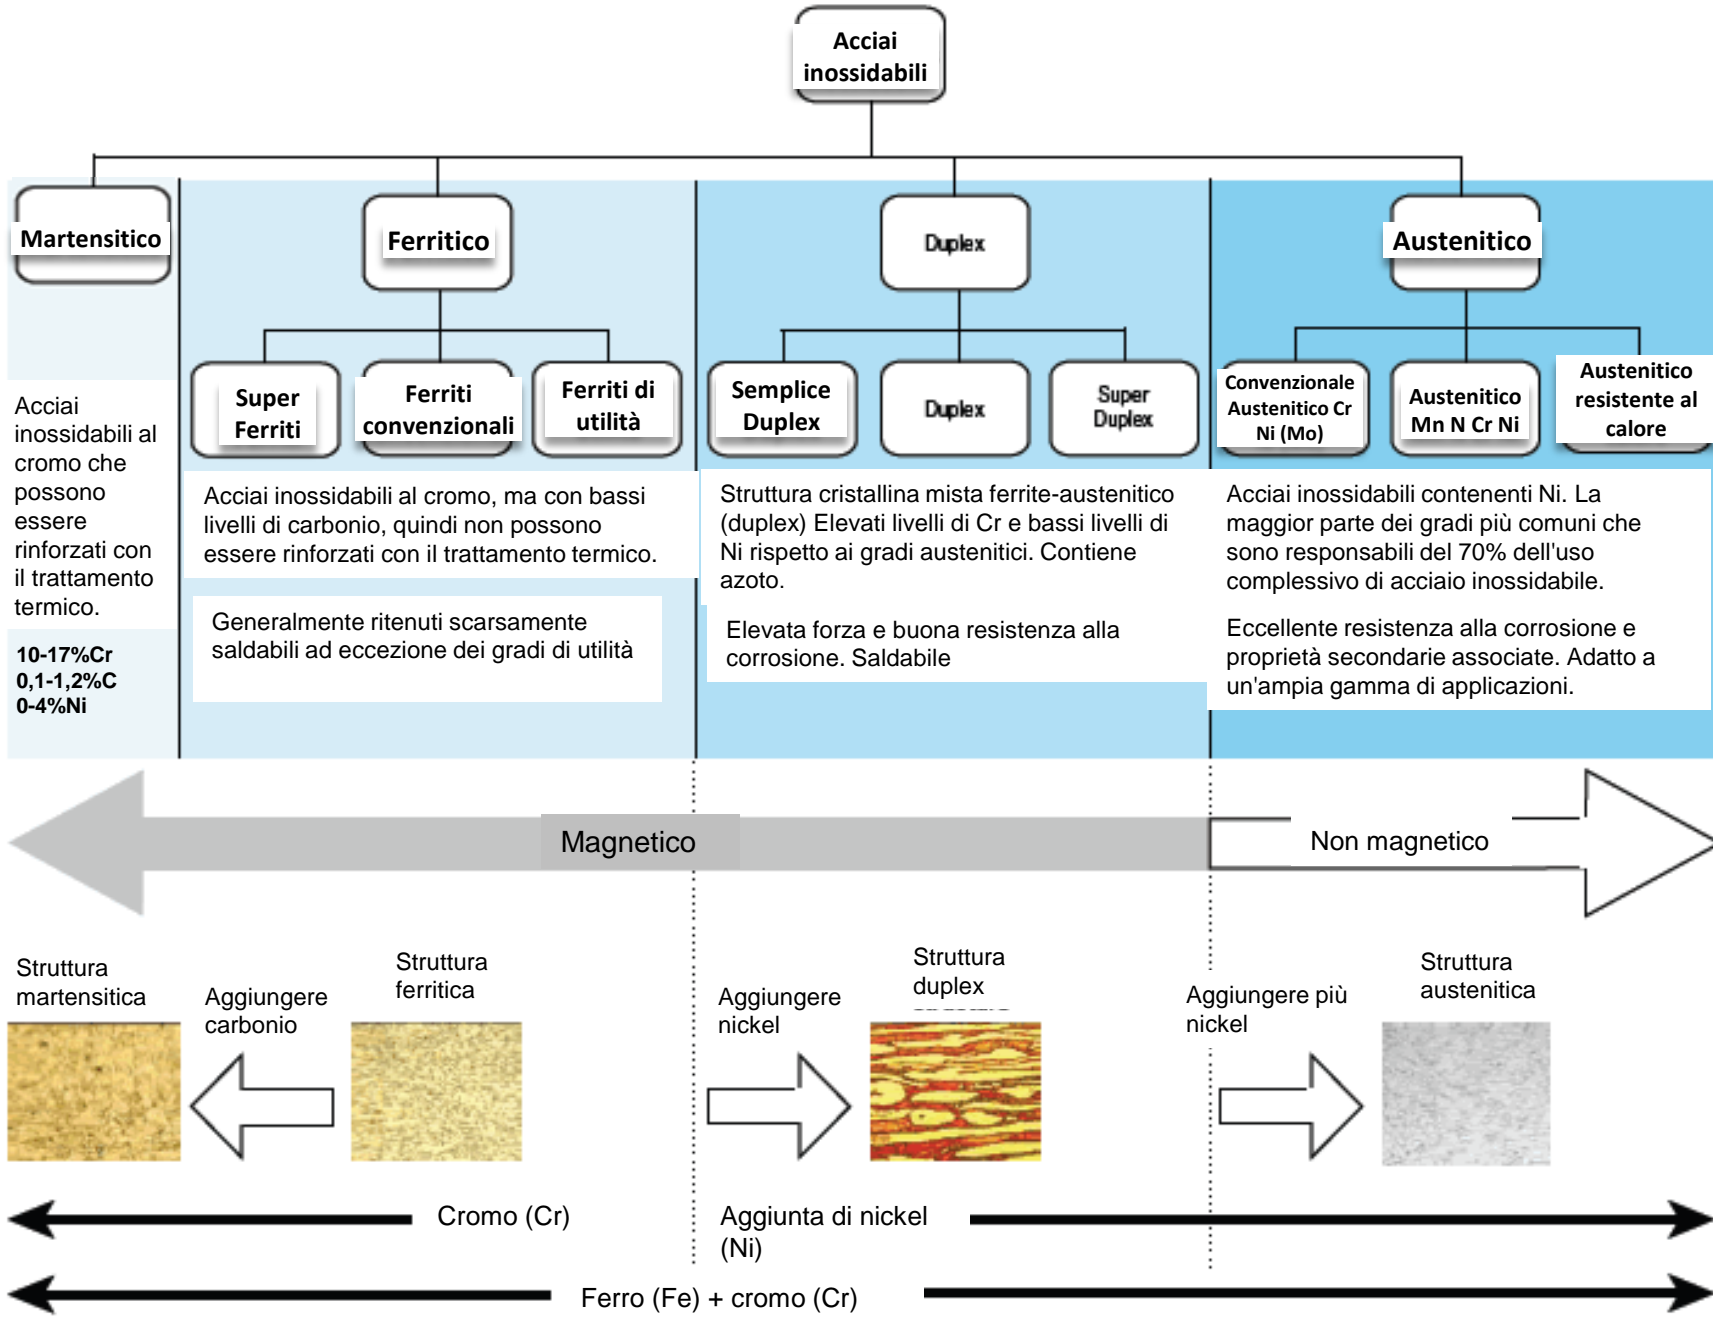 Acciai
inossidabili
Martensitico
Ferritico
Duplex
Austenitico
Super
Ferriti
Ferriti
convenzionali
Ferriti di
utilità
Semplice
Duplex
Duplex
Super
Duplex
Convenzionale
Austenitico Cr
Ni (Mo)
Austenitico
Mn N Cr Ni
Austenitico
resistente al
calore
Acciai
inossidabili al
cromo che
possono
essere
rinforzati con
il trattamento
termico.
10-17%Cr
0,1-1,2%C
0-4%Ni
Acciai inossidabili al cromo, ma con bassi
livelli di carbonio, quindi non possono
essere rinforzati con il trattamento termico.
Generalmente ritenuti scarsamente
saldabili ad eccezione dei gradi di utilità
Struttura cristallina mista ferrite-austenitico
(duplex) Elevati livelli di Cr e bassi livelli di
Ni rispetto ai gradi austenitici. Contiene
azoto.
Elevata forza e buona resistenza alla
corrosione. Saldabile
Acciai inossidabili contenenti Ni. La
maggior parte dei gradi più comuni che
sono responsabili del 70% dell'uso
complessivo di acciaio inossidabile.
Eccellente resistenza alla corrosione e
proprietà secondarie associate. Adatto a
un'ampia gamma di applicazioni.
Magnetico
Non magnetico
Struttura
martensitica
Aggiungere
carbonio
Struttura
ferritica
Aggiungere
nickel
Struttura
duplex
Aggiungere più
nickel
Struttura
austenitica
Cromo (Cr)
Aggiunta di nickel
(Ni)
Ferro (Fe) + cromo (Cr)